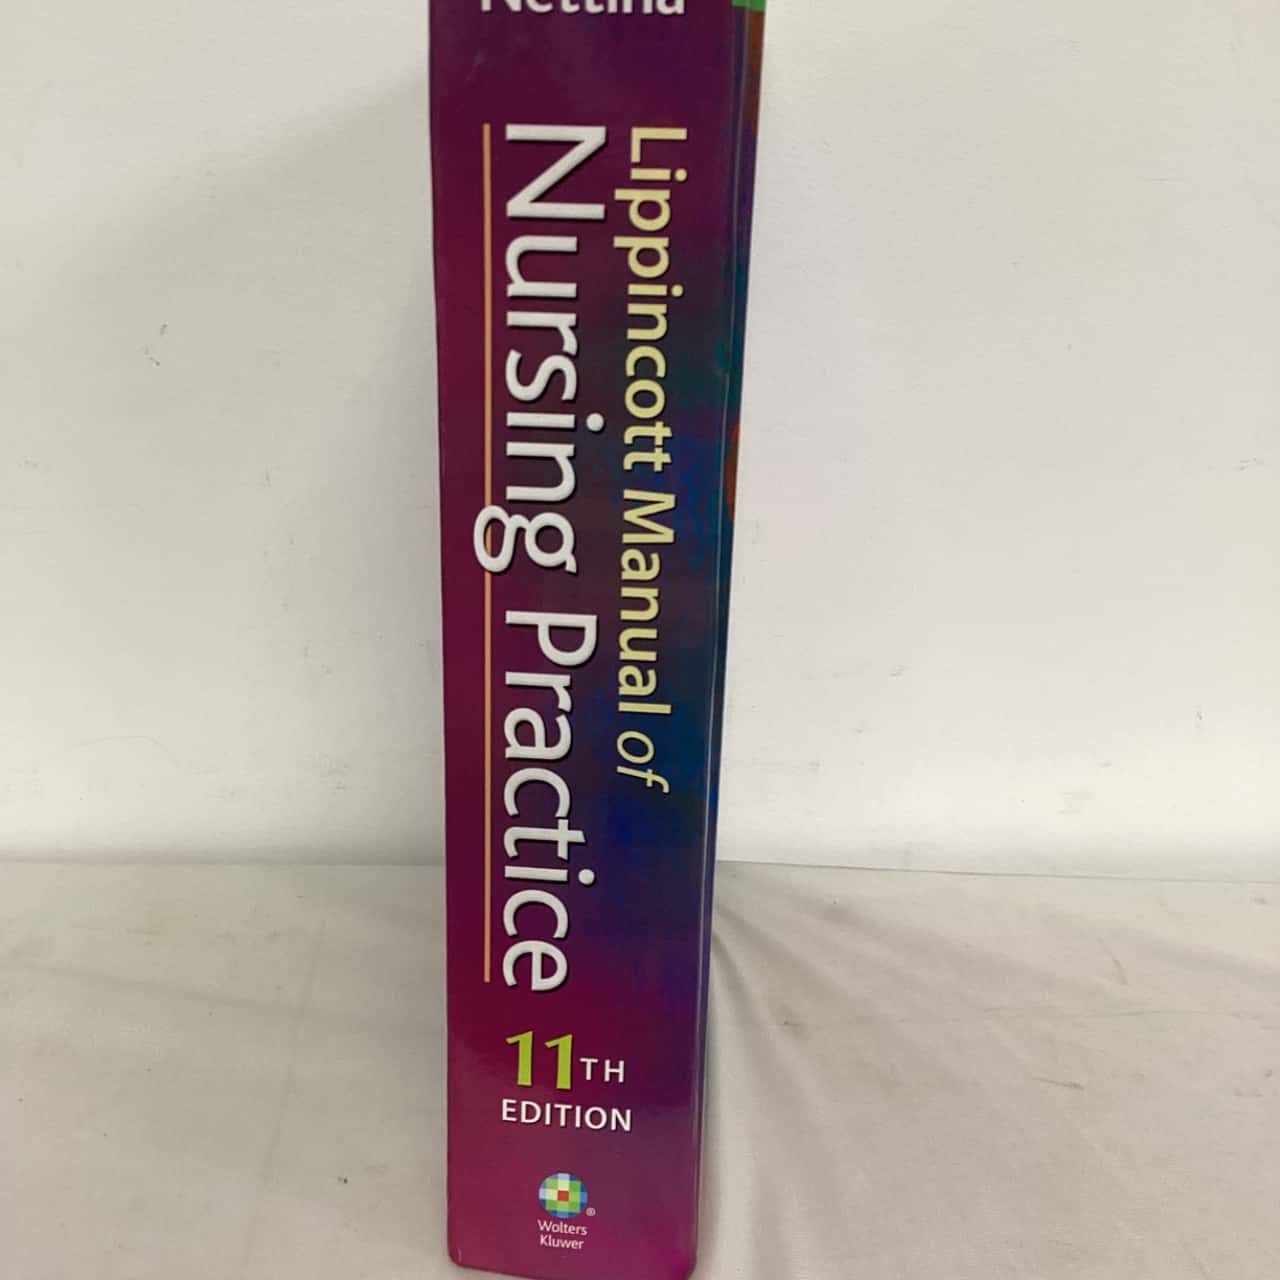 Nettina
Lippincott Manual of
Nursing Practice
11TH
EDITION
®
Wolters
Kluwer